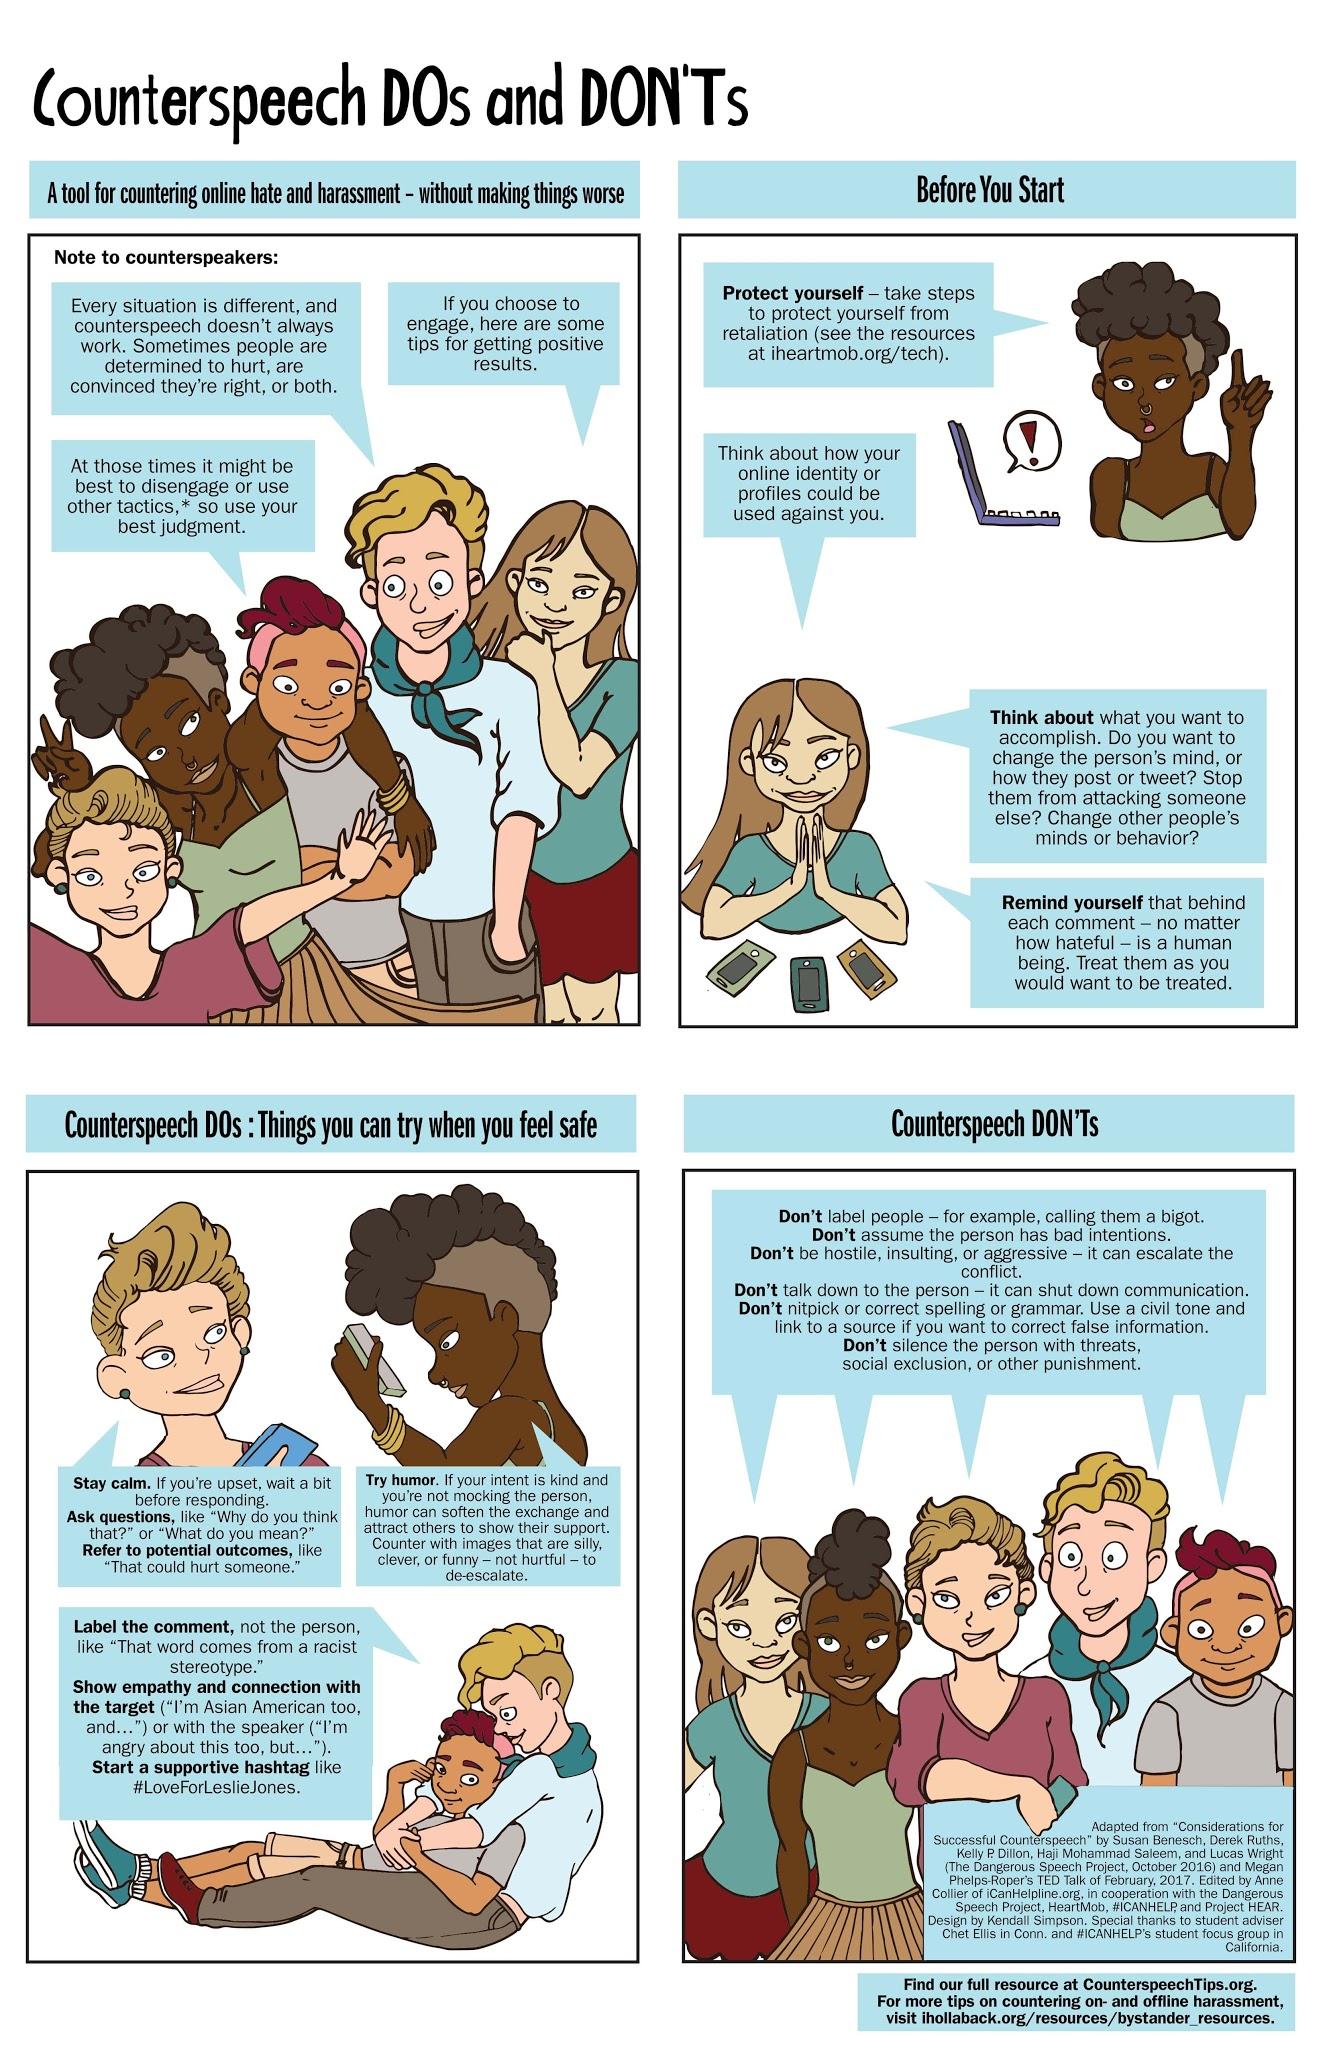 Counterspeech DOs and DON'Ts
A tool for countering online hate and harassment – without making things worse
Note to counterspeakers:
Every situation is different, and
counterspeech doesn't always
work. Sometimes people are
determined to hurt, are
convinced they're right, or both.
If you choose to
engage, here are some
tips for getting positive
results.
At those times it might be
best to disengage or use
other tactics,* so use your
best judgment.
Before You Start
Protect yourself – take steps
to protect yourself from
retaliation (see the resources
at iheartmob.org/tech).
!
Think about how your
online identity or
profiles could be
used against you.
Think about what you want to
accomplish. Do you want to
change the person's mind, or
how they post or tweet? Stop
them from attacking someone
else? Change other people's
minds or behavior?
Remind yourself that behind
each comment – no matter
how hateful – is a human
being. Treat them as you
would want to be treated.
Counterspeech DOs : Things you can try when you feel safe
Stay calm. If you're upset, wait a bit
before responding.
Ask questions, like “Why do you think
that?” or “What do you mean?”
Refer to potential outcomes, like
“That could hurt someone.”
Try humor. If your intent is kind and
you're not mocking the person,
humor can soften the exchange and
attract others to show their support.
Counter with images that are silly,
clever, or funny – not hurtful – to
de-escalate.
Label the comment, not the person,
like “That word comes from a racist
stereotype.”
Show empathy and connection with
the target (“I'm Asian American too,
and...”) or with the speaker (“I'm
angry about this too, but...”).
Start a supportive hashtag like
#LoveForLeslieJones.
Counterspeech DON'Ts
Don't label people – for example, calling them a bigot.
Don't assume the person has bad intentions.
Don't be hostile, insulting, or aggressive – it can escalate the
conflict.
Don't talk down to the person – it can shut down communication.
Don't nitpick or correct spelling or grammar. Use a civil tone and
link to a source if you want to correct false information.
Don't silence the person with threats,
social exclusion, or other punishment.
Adapted from “Considerations for
Successful Counterspeech” by Susan Benesch, Derek Ruths,
Kelly P. Dillon, Haji Mohammad Saleem, and Lucas Wright
(The Dangerous Speech Project, October 2016) and Megan
Phelps-Roper's TED Talk of February, 2017. Edited by Anne
Collier of iCanHelpline.org, in cooperation with the Dangerous
Speech Project, HeartMob, #ICANHELP, and Project HEAR.
Design by Kendall Simpson. Special thanks to student adviser
Chet Ellis in Conn. and #ICANHELP's student focus group in
California.
Find our full resource at CounterspeechTips.org.
For more tips on countering on- and offline harassment,
visit ihollaback.org/resources/bystander_resources.